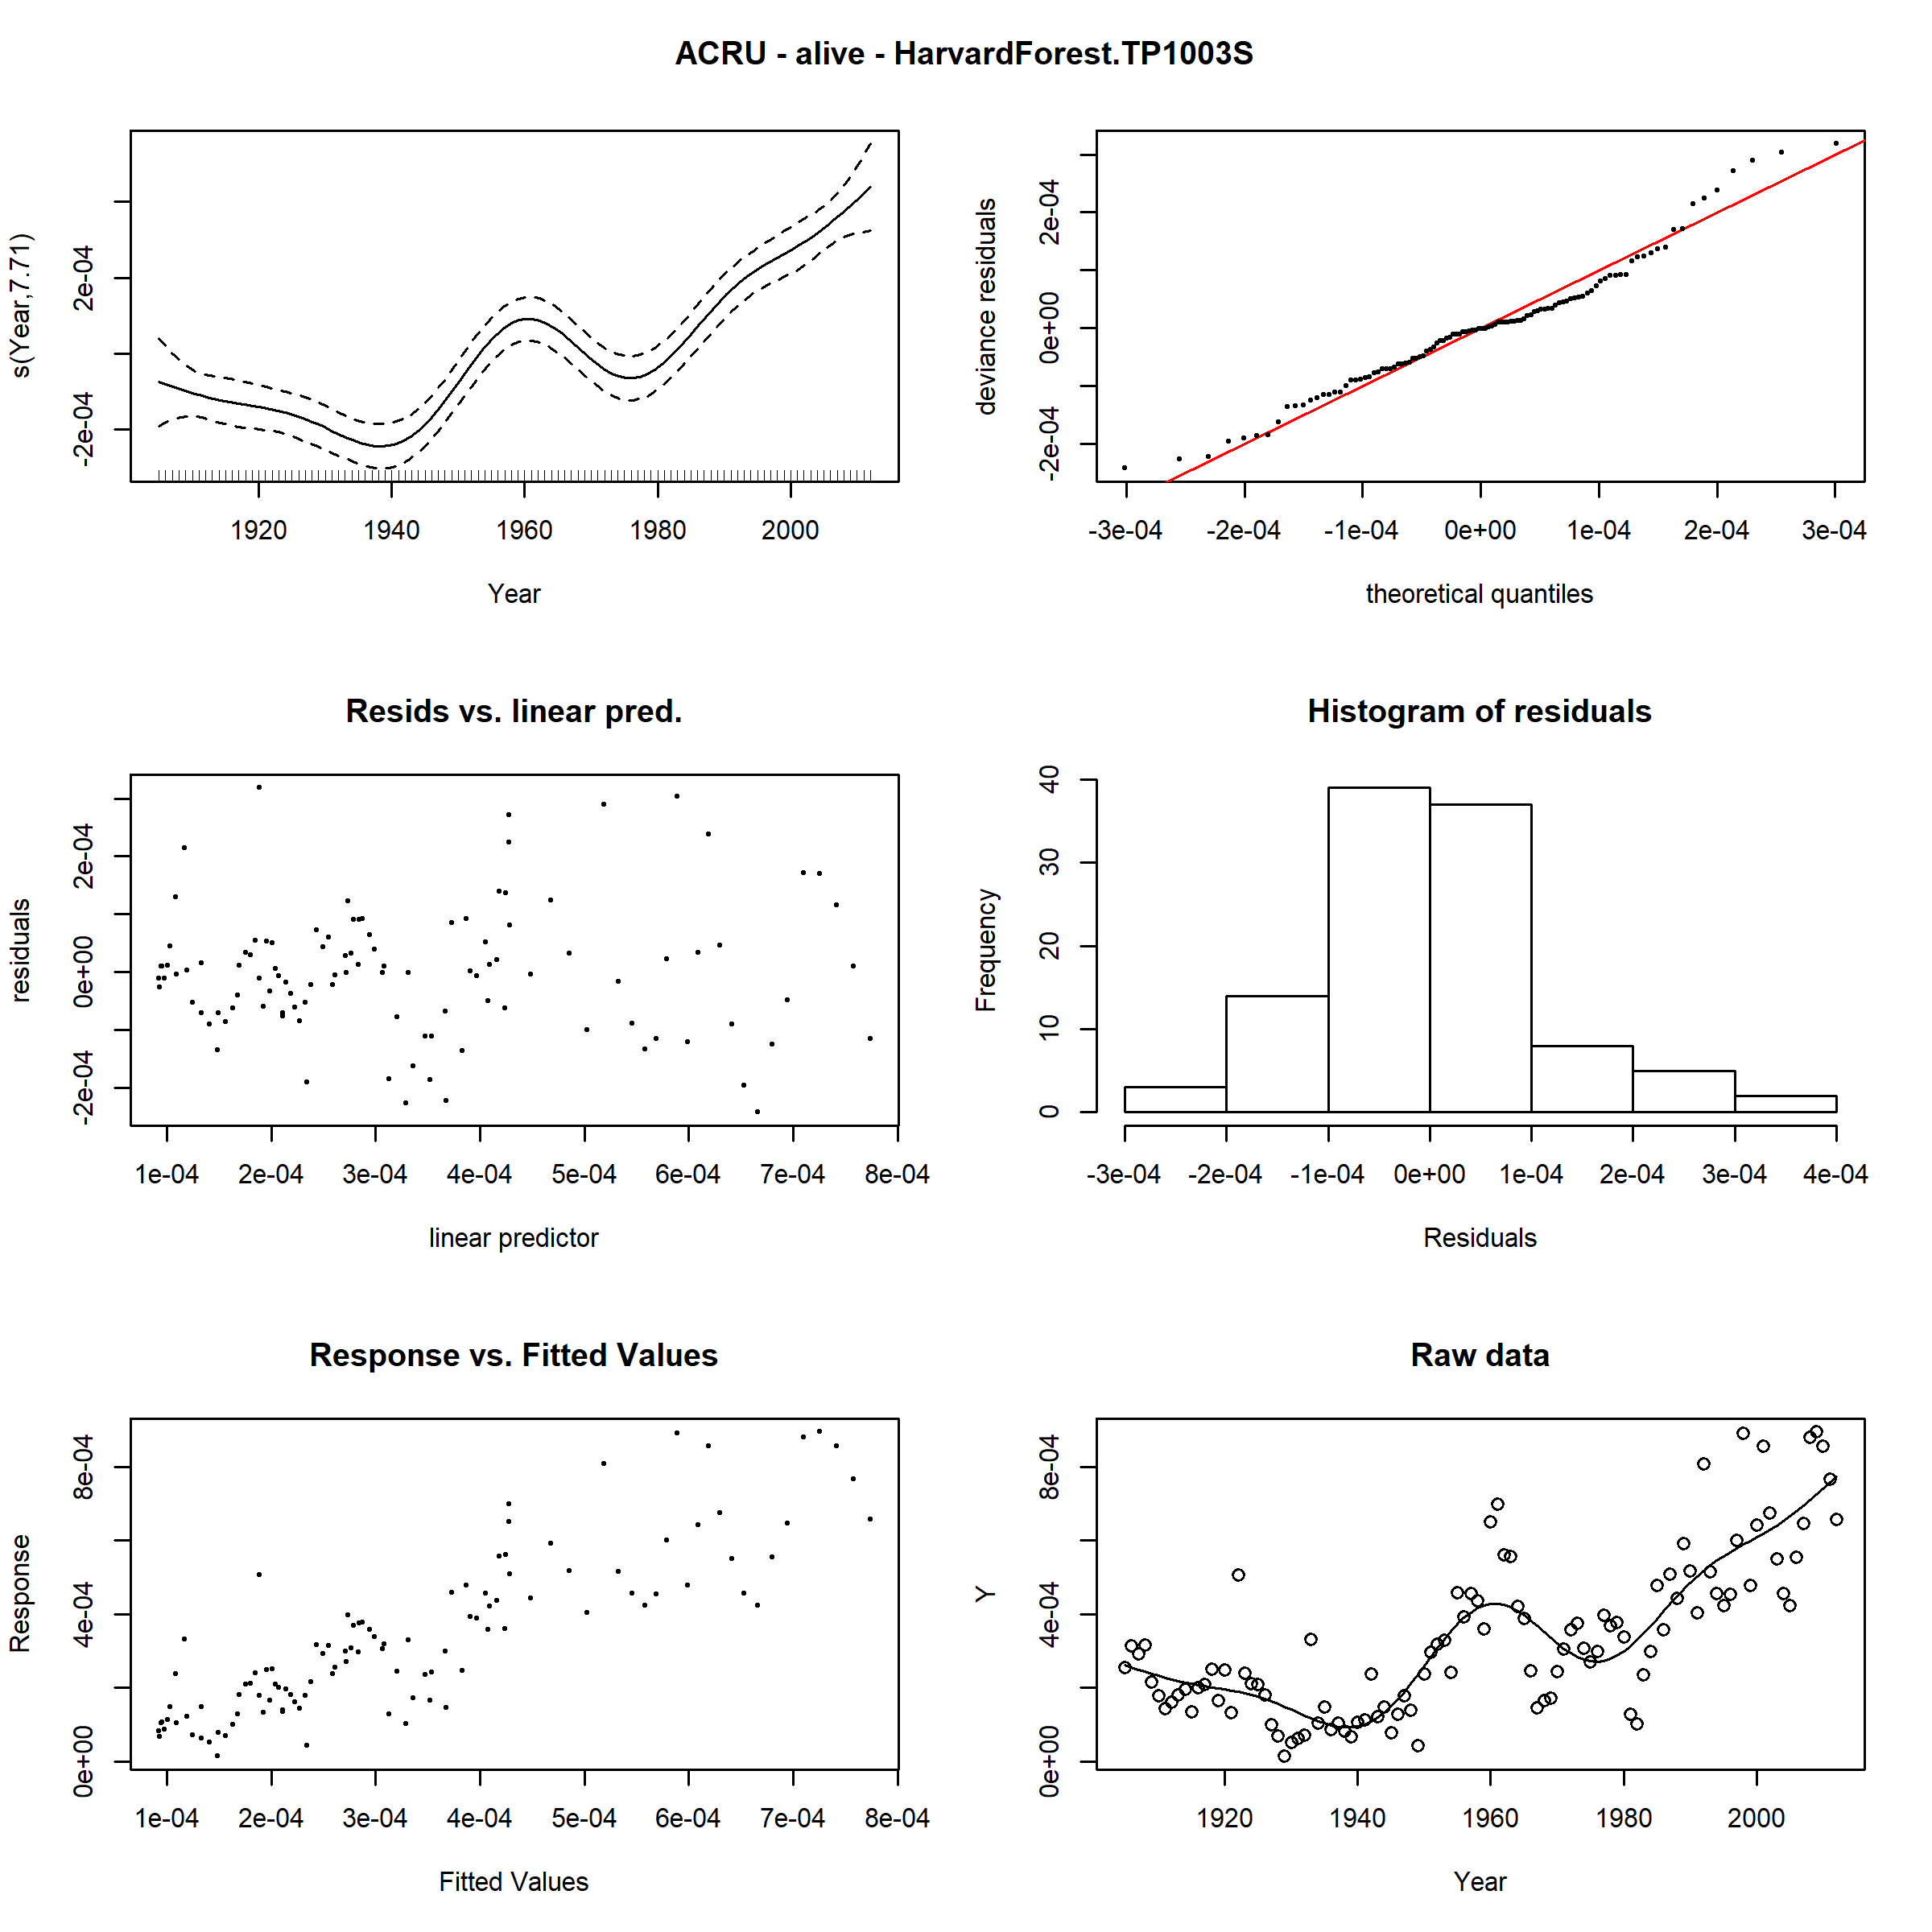 ACRU - alive - HarvardForest.TP1003S
s(Year,7.71)
-2e-04 2e-04
1920 1940 1960 1980 2000
Year
deviance residuals
-2e-04 0e+00 2e-04
-3e-04 -2e-04 -1e-04 0e+00 1e-04 2e-04 3e-04
theoretical quantiles
Resids vs. linear pred.
residuals
-2e-04 0e+00 2e-04
1e-04 2e-04 3e-04 4e-04 5e-04 6e-04 7e-04 8e-04
linear predictor
Histogram of residuals
Frequency
0 10 20 30 40
-3e-04 -2e-04 -1e-04 0e+00 1e-04 2e-04 3e-04 4e-04
Residuals
Response vs. Fitted Values
Response
0e+00 4e-04 8e-04
1e-04 2e-04 3e-04 4e-04 5e-04 6e-04 7e-04 8e-04
Fitted Values
Raw data
Y
0e+00 4e-04 8e-04
1920 1940 1960 1980 2000
Year